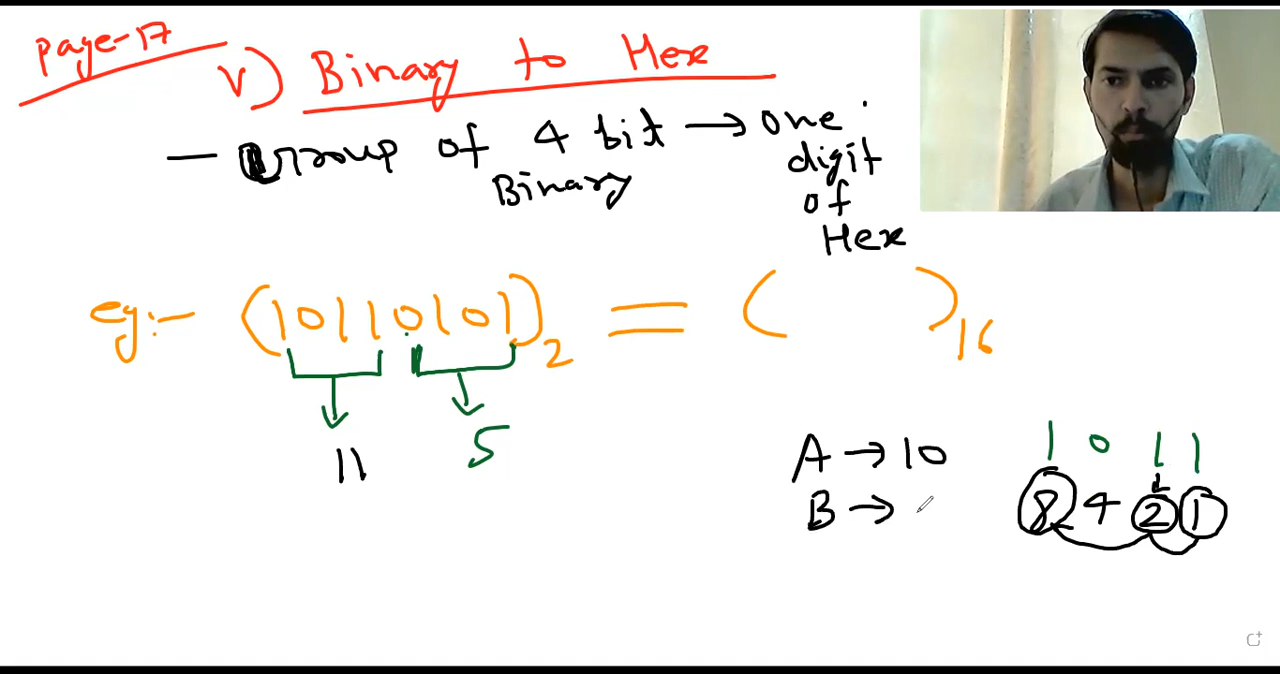 page-17
v) Binary to Hex
— Group of 4 bit → one
Binary
digit
of
Hex
eg:- (10110101)₂ = ( )₁₆
11 5
A → 10
B →
1 0 1 1
8 4 2 1